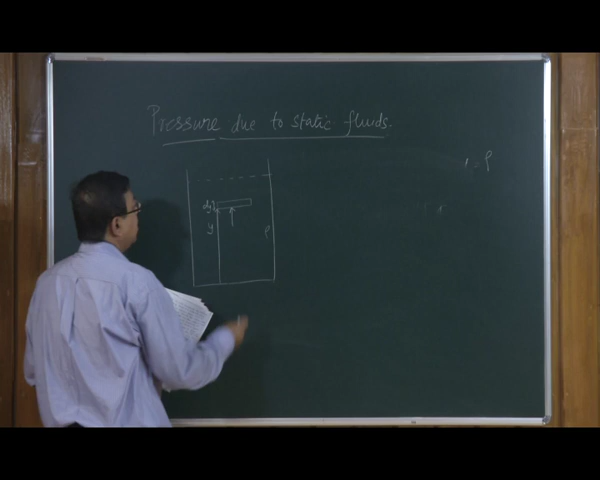 Pressure due to static fluids.
dy
y
ρ